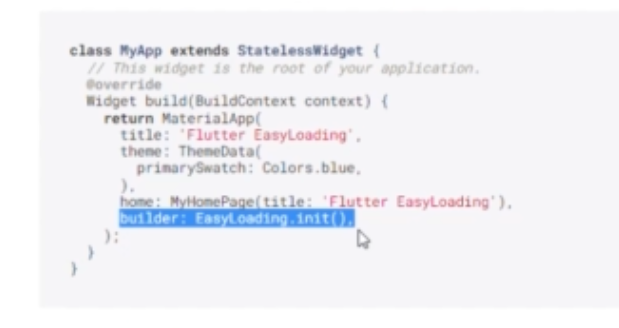 class MyApp extends StatelessWidget {
// This widget is the root of your application.
@override
Widget build(BuildContext context) {
return MaterialApp(
title: 'Flutter EasyLoading',
theme: ThemeData(
primarySwatch: Colors.blue,
),
home: MyHomePage(title: 'Flutter EasyLoading'),
builder: EasyLoading.init(),
);
}
}